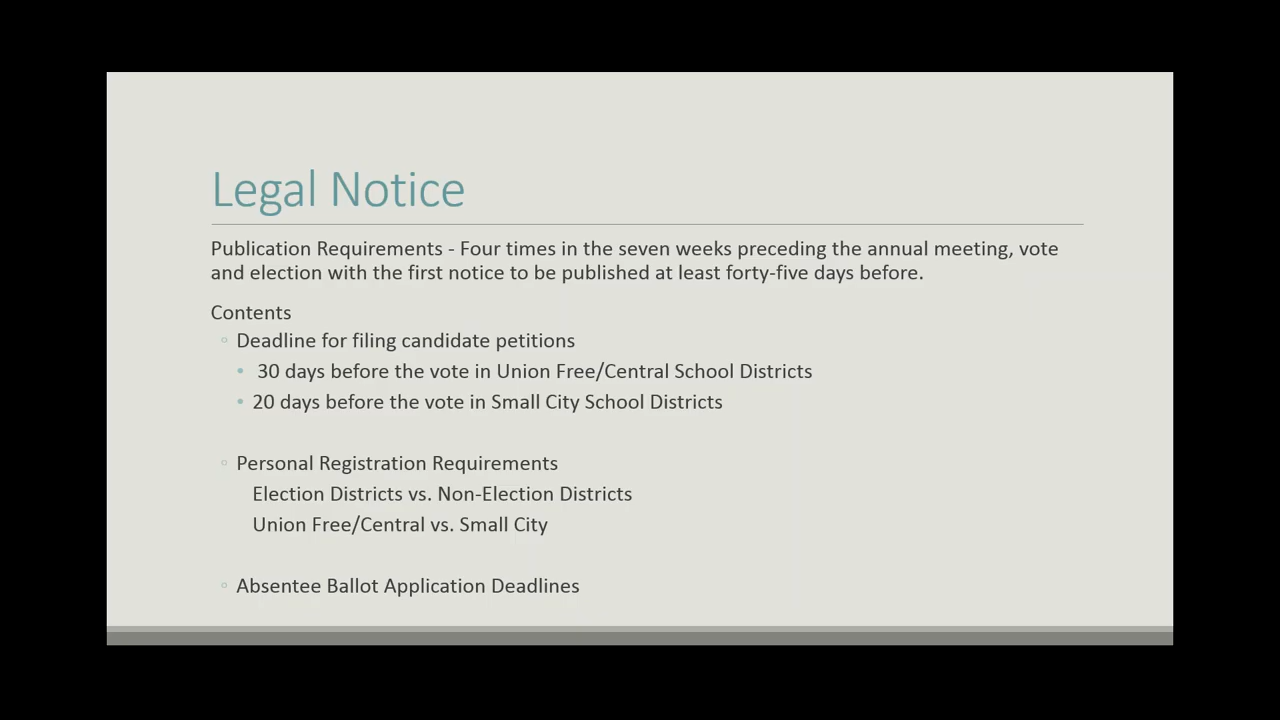 Legal Notice
Publication Requirements - Four times in the seven weeks preceding the annual meeting, vote
and election with the first notice to be published at least forty-five days before.
Contents
◦ Deadline for filing candidate petitions
• 30 days before the vote in Union Free/Central School Districts
• 20 days before the vote in Small City School Districts
◦ Personal Registration Requirements
Election Districts vs. Non-Election Districts
Union Free/Central vs. Small City
◦ Absentee Ballot Application Deadlines